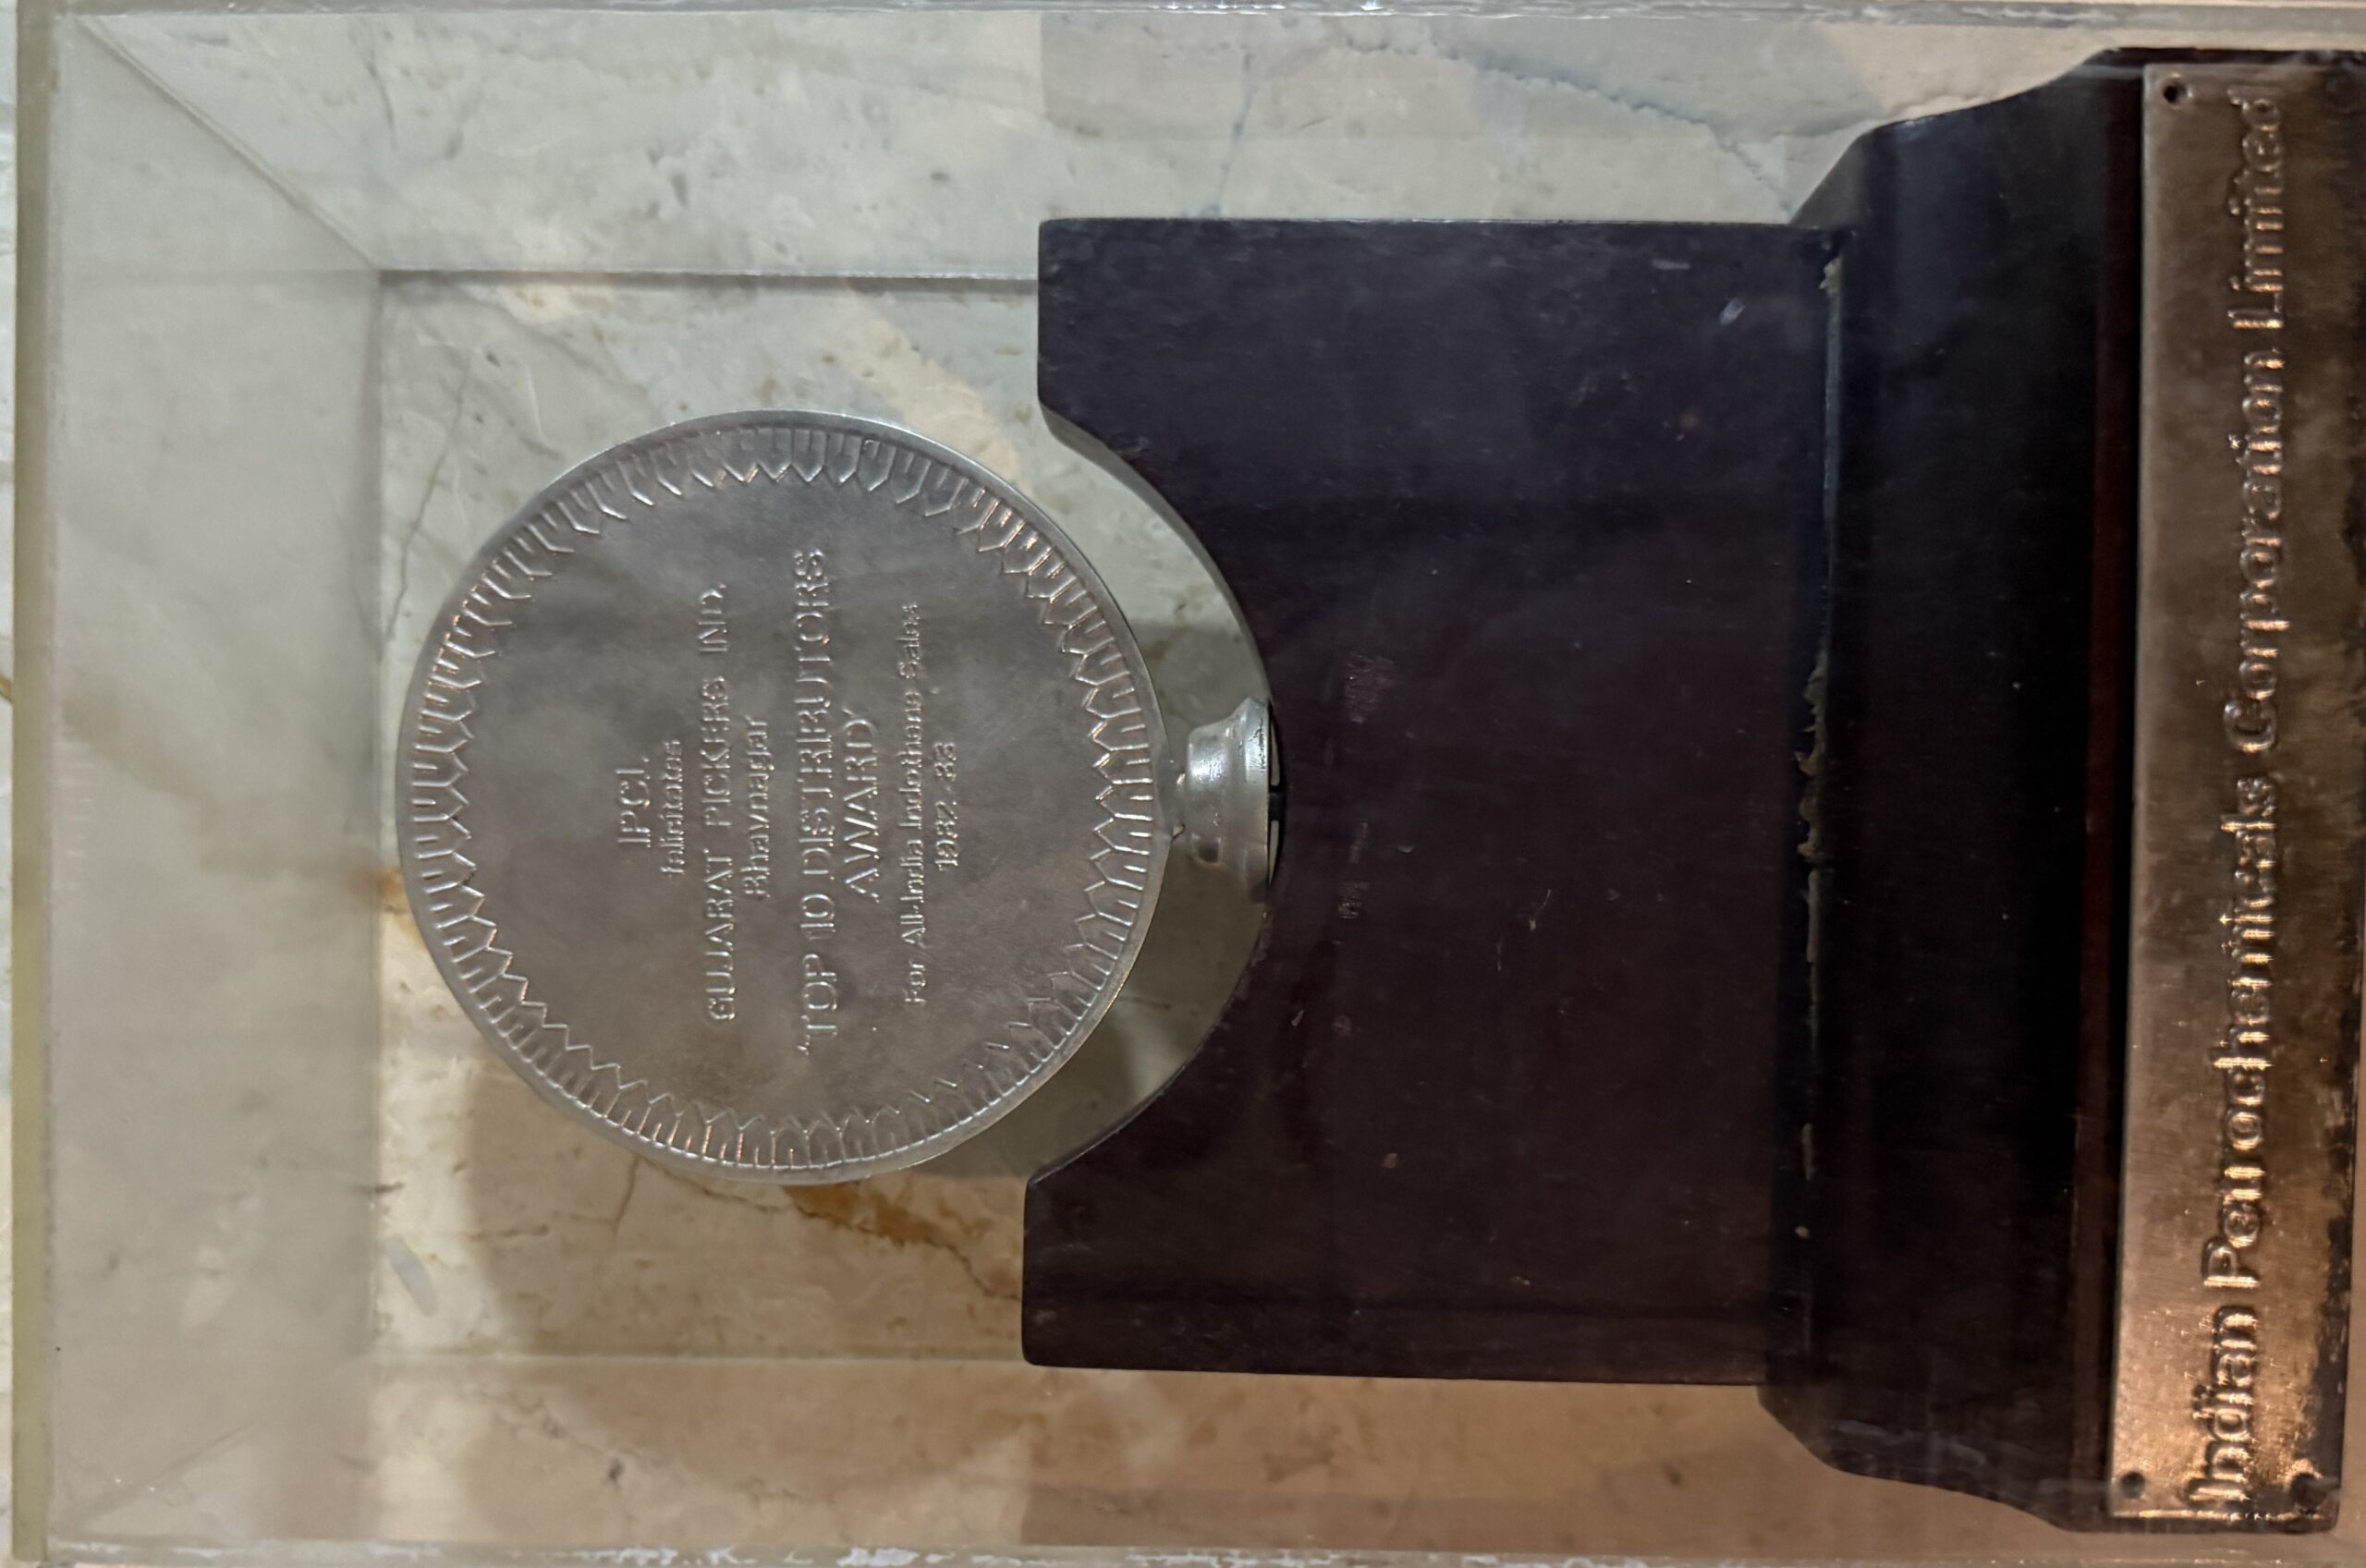 IPCL
falicitates
GUJARAT PICKERS IND.
Bhavnagar
"TOP 10 DISTRIBUTORS
AWARD"
For All-India Indothene Sales
1982-83
Indian Petrochemicals Corporation Limited